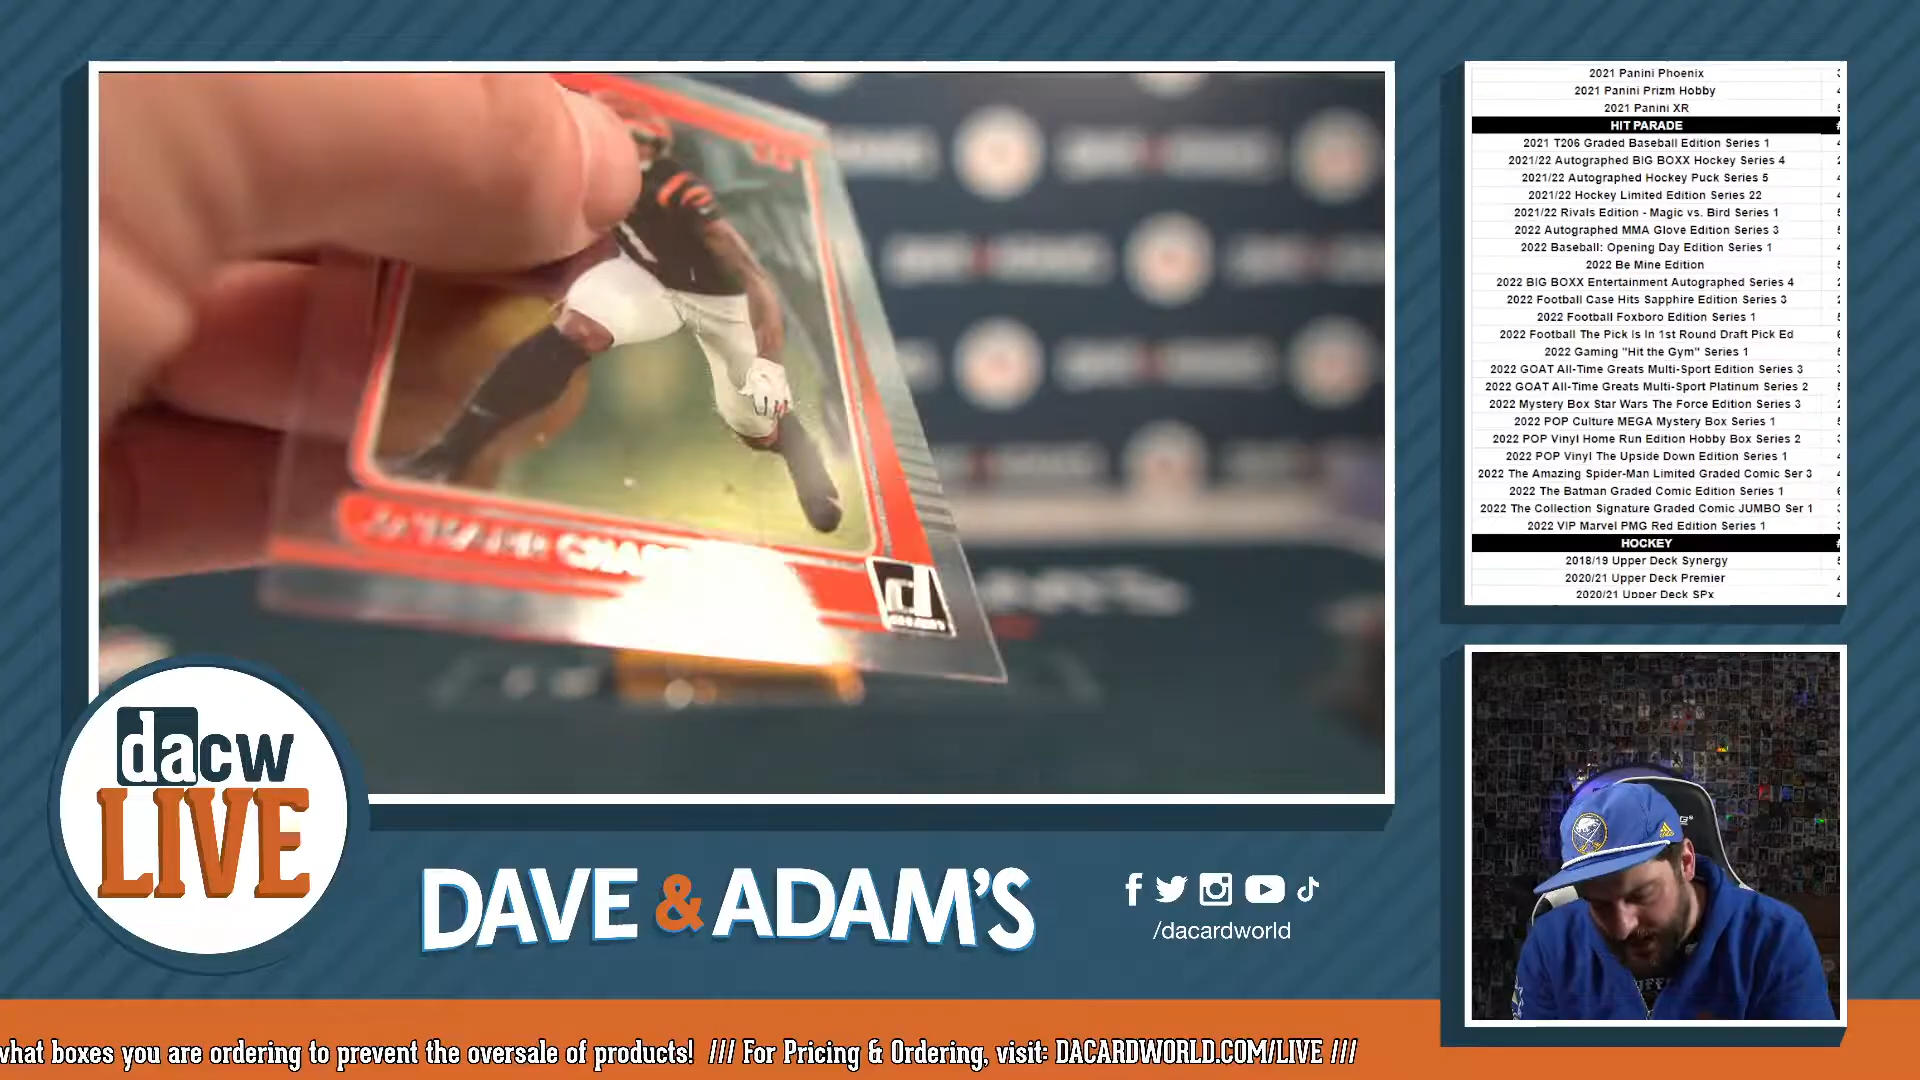 2021 Panini Phoenix
2021 Panini Prizm Hobby
2021 Panini XR
HIT PARADE
2021 T206 Graded Baseball Edition Series 1
2021/22 Autographed BIG BOXX Hockey Series 4
2021/22 Autographed Hockey Puck Series 5
2021/22 Hockey Limited Edition Series 22
2021/22 Rivals Edition - Magic vs. Bird Series 1
2022 Autographed MMA Glove Edition Series 3
2022 Baseball: Opening Day Edition Series 1
2022 Be Mine Edition
2022 BIG BOXX Entertainment Autographed Series 4
2022 Football Case Hits Sapphire Edition Series 3
2022 Football Foxboro Edition Series 1
2022 Football The Pick Is In 1st Round Draft Pick Ed
2022 Gaming "Hit the Gym" Series 1
2022 GOAT All-Time Greats Multi-Sport Edition Series 3
2022 GOAT All-Time Greats Multi-Sport Platinum Series 2
2022 Mystery Box Star Wars The Force Edition Series 3
2022 POP Culture MEGA Mystery Box Series 1
2022 POP Vinyl Home Run Edition Hobby Box Series 2
2022 POP Vinyl The Upside Down Edition Series 1
2022 The Amazing Spider-Man Limited Graded Comic Ser 3
2022 The Batman Graded Comic Edition Series 1
2022 The Collection Signature Graded Comic JUMBO Ser 1
2022 VIP Marvel PMG Red Edition Series 1
HOCKEY
2018/19 Upper Deck Synergy
2020/21 Upper Deck Premier
2020/21 Upper Deck SPx
dacw
LIVE
DAVE & ADAM'S
/dacardworld
what boxes you are ordering to prevent the oversale of products! /// For Pricing & Ordering, visit: DACARDWORLD.COM/LIVE ///